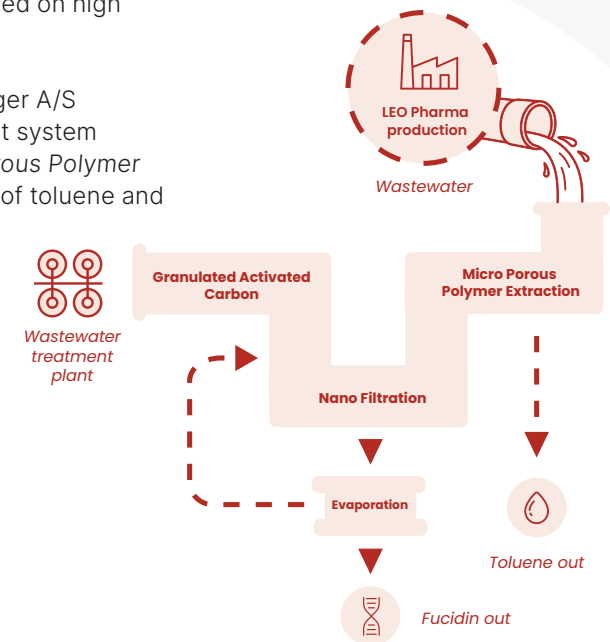 ed on high
ger A/S
t system
rous Polymer
of toluene and
LEO Pharma
production
Wastewater
Granulated Activated
Carbon
Micro Porous
Polymer Extraction
Wastewater
treatment
plant
Nano Filtration
Evaporation
Toluene out
Fucidin out